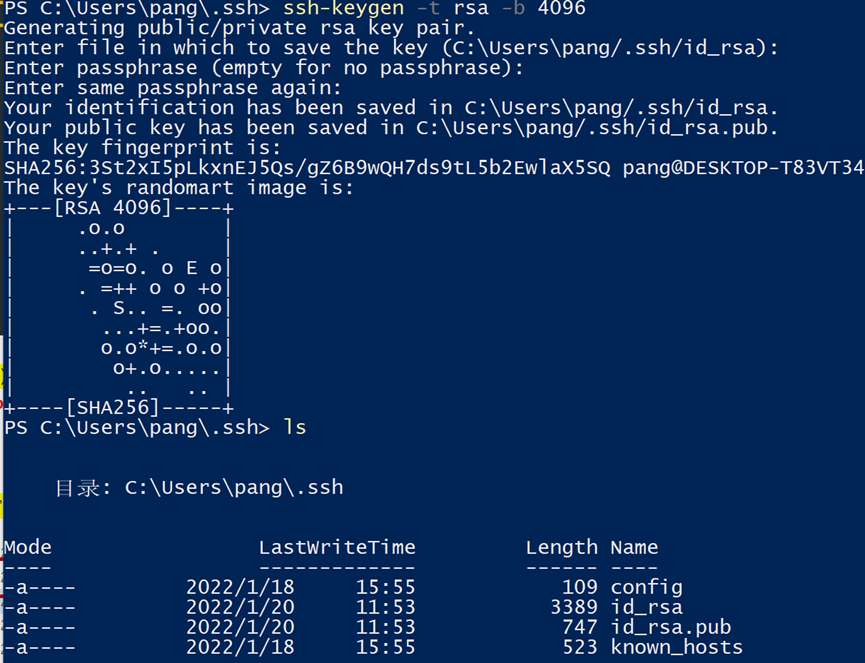 PS C:\Users\pang\.ssh> ssh-keygen -t rsa -b 4096
Generating public/private rsa key pair.
Enter file in which to save the key (C:\Users\pang/.ssh/id_rsa):
Enter passphrase (empty for no passphrase):
Enter same passphrase again:
Your identification has been saved in C:\Users\pang/.ssh/id_rsa.
Your public key has been saved in C:\Users\pang/.ssh/id_rsa.pub.
The key fingerprint is:
SHA256:3St2xI5pLkxnEJ5Qs/gZ6B9wQH7ds9tL5b2EwlaX5SQ pang@DESKTOP-T83VT34
The key's randomart image is:
+---[RSA 4096]----+
|      .o.o        |
|      ..+.+ .     |
|       =o=o. o E o|
|      . =++ o o +o|
|       . S.. =. oo|
|        ...+=.+oo.|
|        o.o*+=.o.o|
|         o+.o.....|
|          ..   .. |
+----[SHA256]-----+
PS C:\Users\pang\.ssh> ls
目录: C:\Users\pang\.ssh
Mode LastWriteTime Length Name
---- ------------- ------ ----
-a---- 2022/1/18 15:55 109 config
-a---- 2022/1/20 11:53 3389 id_rsa
-a---- 2022/1/20 11:53 747 id_rsa.pub
-a---- 2022/1/18 15:55 523 known_hosts